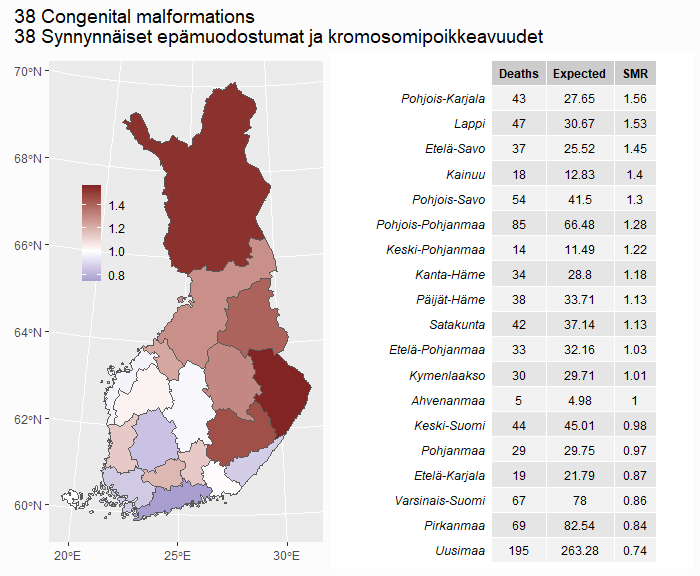 38 Congenital malformations
38 Synnynnäiset epämuodostumat ja kromosomipoikkeavuudet
70°N
68°N
66°N
64°N
62°N
60°N
20°E 25°E 30°E
1.4
1.2
1.0
0.8
Deaths Expected SMR
Pohjois-Karjala 43 27.65 1.56
Lappi 47 30.67 1.53
Etelä-Savo 37 25.52 1.45
Kainuu 18 12.83 1.4
Pohjois-Savo 54 41.5 1.3
Pohjois-Pohjanmaa 85 66.48 1.28
Keski-Pohjanmaa 14 11.49 1.22
Kanta-Häme 34 28.8 1.18
Päijät-Häme 38 33.71 1.13
Satakunta 42 37.14 1.13
Etelä-Pohjanmaa 33 32.16 1.03
Kymenlaakso 30 29.71 1.01
Ahvenanmaa 5 4.98 1
Keski-Suomi 44 45.01 0.98
Pohjanmaa 29 29.75 0.97
Etelä-Karjala 19 21.79 0.87
Varsinais-Suomi 67 78 0.86
Pirkanmaa 69 82.54 0.84
Uusimaa 195 263.28 0.74